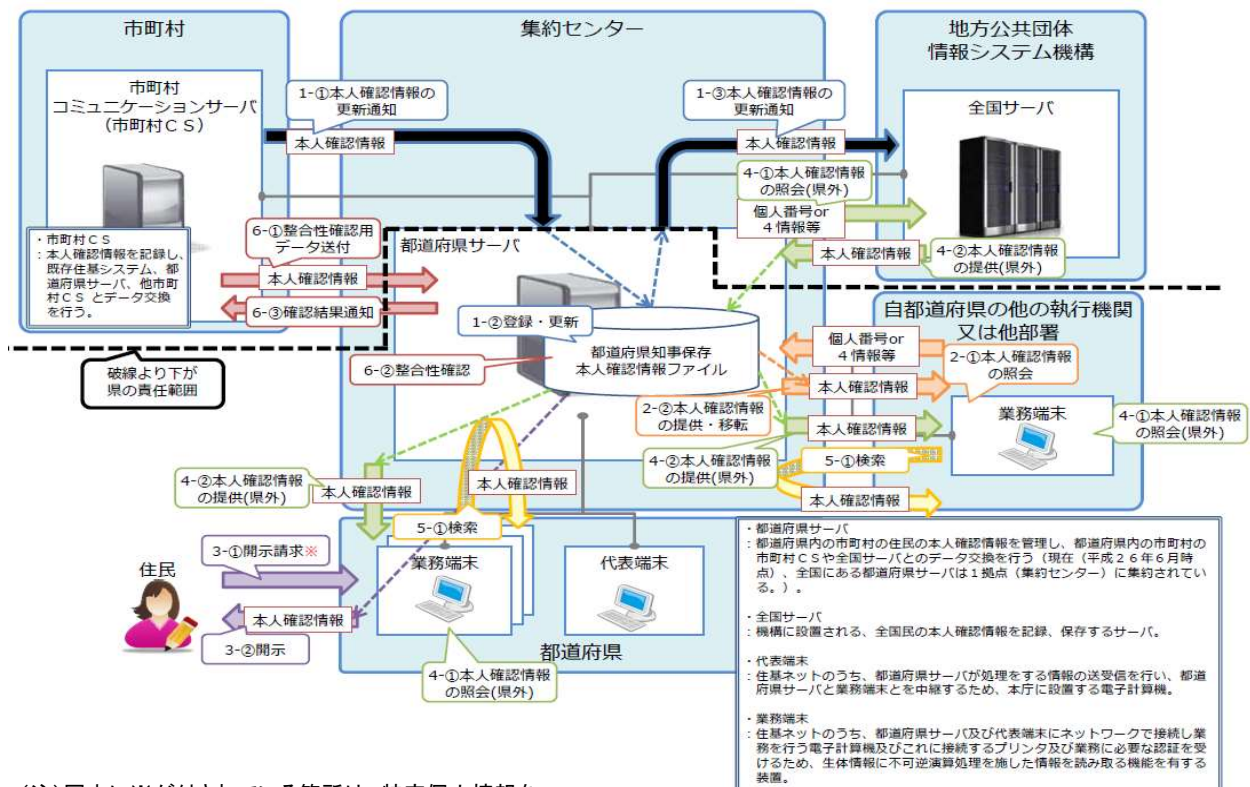 市町村
集約センター
地方公共団体
情報システム機構
市町村
コミュニケーションサーバ
(市町村CS)
1-①本人確認情報の
更新通知
本人確認情報
1-③本人確認情報の
更新通知
本人確認情報
全国サーバ
4-①本人確認情報
の照会(県外)
個人番号or
4情報等
本人確認情報
4-②本人確認情報
の提供(県外)
・市町村CS
:本人確認情報を記録し、
既存住基システム、都
道府県サーバ、他市町
村CS とデータ交換
を行う。
6-①整合性確認用
データ送付
本人確認情報
6-③確認結果通知
都道府県サーバ
1-②登録・更新
都道府県知事保存
本人確認情報ファイル
6-②整合性確認
破線より下が
県の責任範囲
自都道府県の他の執行機関
又は他部署
個人番号or
4情報等
2-①本人確認情報
の照会
本人確認情報
2-②本人確認情報
の提供・移転
業務端末
4-①本人確認情報
の照会(県外)
本人確認情報
4-②本人確認情報
の提供(県外)
5-①検索
本人確認情報
4-②本人確認情報
の提供(県外)
本人確認情報
本人確認情報
5-①検索
3-①開示請求※
住民
本人確認情報
3-②開示
業務端末
代表端末
都道府県
4-①本人確認情報
の照会(県外)
・都道府県サーバ
:都道府県内の市町村の住民の本人確認情報を管理し、都道府県内の市町村の
市町村CSや全国サーバとのデータ交換を行う(現在(平成26年6月時
点)、全国にある都道府県サーバは1拠点(集約センター)に集約されてい
る。)。
・全国サーバ
:機構に設置される、全国民の本人確認情報を記録、保存するサーバ。
・代表端末
:住基ネットのうち、都道府県サーバが処理をする情報の送受信を行い、都道
府県サーバと業務端末とを中継するため、本庁に設置する電子計算機。
・業務端末
:住基ネットのうち、都道府県サーバ及び代表端末にネットワークで接続し業
務を行う電子計算機及びこれに接続するプリンタ及び業務に必要な認証を受
けるため、生体情報に不可逆演算処理を施した情報を読み取る機能を有する
装置。